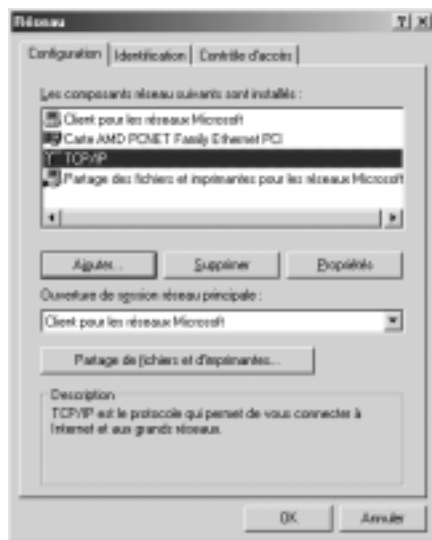 Réseau
Configuration Identification Contrôle d'accès
Les composants réseau suivants sont installés :
Client pour les réseaux Microsoft
Carte AMD PCNET Family Ethernet PCI
TCP/IP
Partage des fichiers et imprimantes pour les réseaux Microsoft
Ajouter... Supprimer Propriétés
Ouverture de session réseau principale :
Client pour les réseaux Microsoft
Partage de fichiers et d'imprimantes...
Description
TCP/IP est le protocole qui permet de vous connecter à
Internet et aux grands réseaux.
OK Annuler